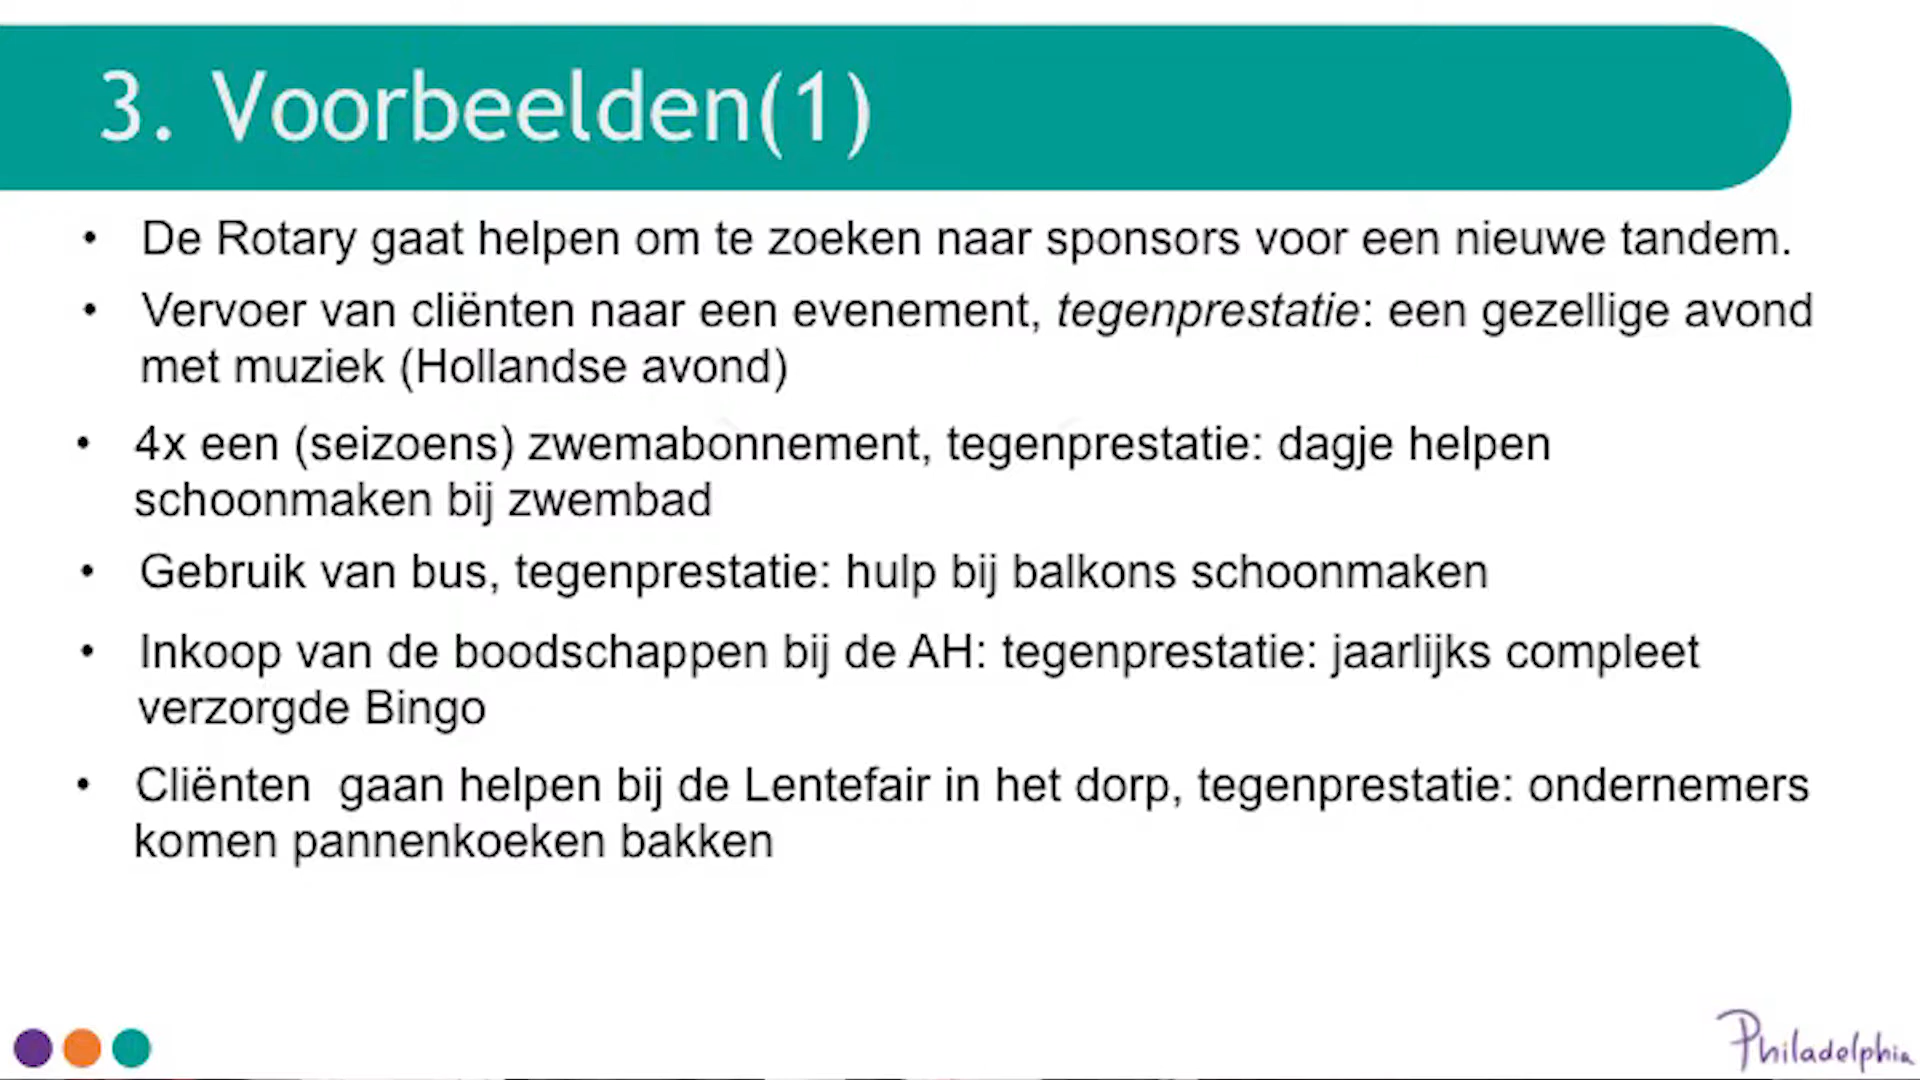 3. Voorbeelden(1)
• De Rotary gaat helpen om te zoeken naar sponsors voor een nieuwe tandem.
• Vervoer van cliënten naar een evenement, tegenprestatie: een gezellige avond
met muziek (Hollandse avond)
• 4x een (seizoens) zwemabonnement, tegenprestatie: dagje helpen
schoonmaken bij zwembad
• Gebruik van bus, tegenprestatie: hulp bij balkons schoonmaken
• Inkoop van de boodschappen bij de AH: tegenprestatie: jaarlijks compleet
verzorgde Bingo
• Cliënten  gaan helpen bij de Lentefair in het dorp, tegenprestatie: ondernemers
komen pannenkoeken bakken
Philadelphia